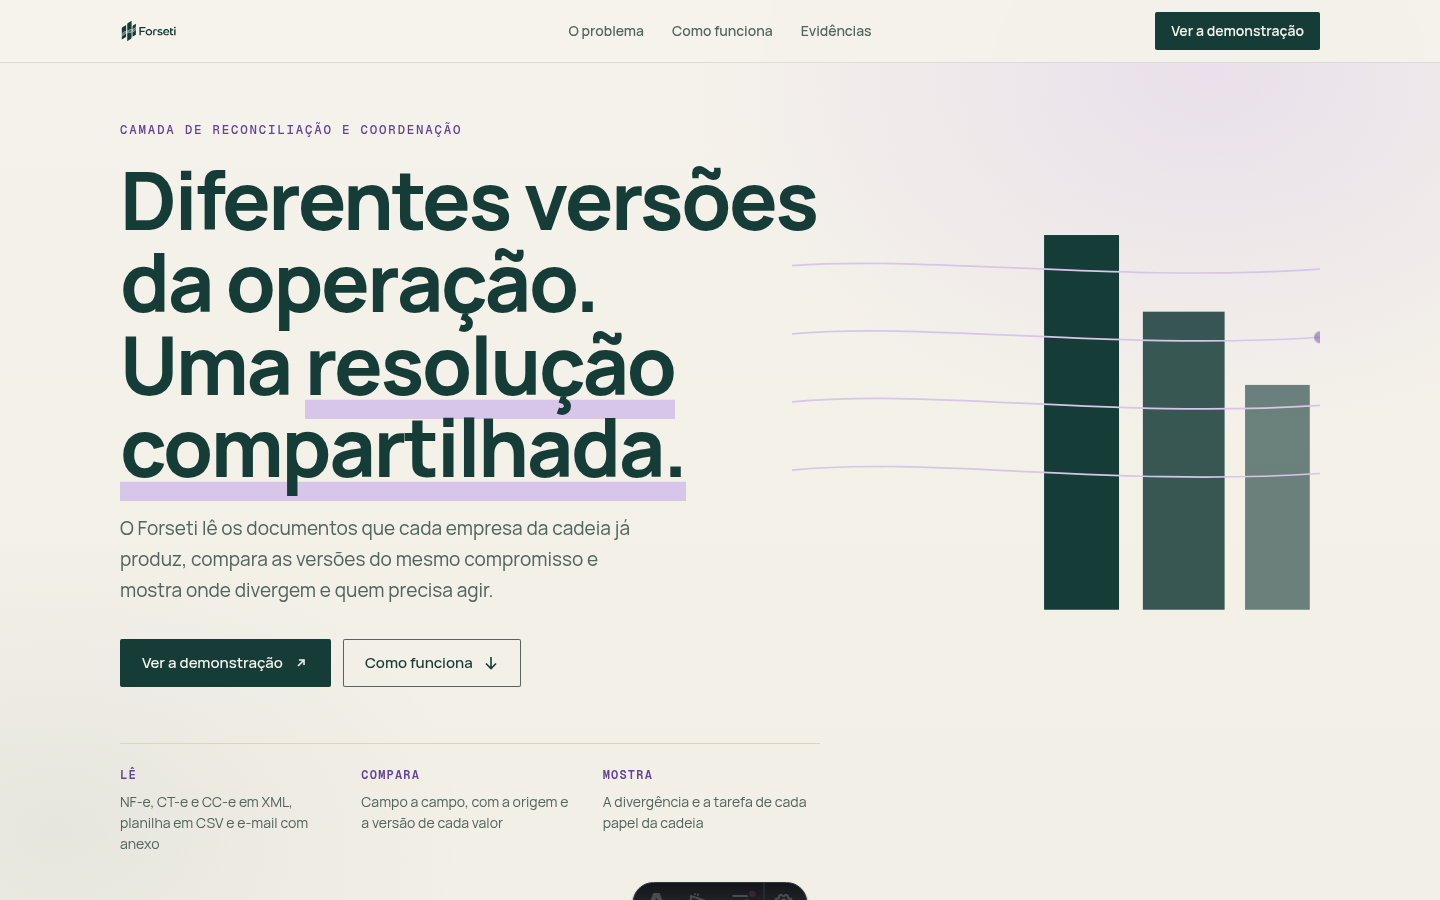 Forseti
O problema
Como funciona
Evidências
Ver a demonstração
CAMADA DE RECONCILIAÇÃO E COORDENAÇÃO
Diferentes versões
da operação.
Uma resolução
compartilhada.
O Forseti lê os documentos que cada empresa da cadeia já
produz, compara as versões do mesmo compromisso e
mostra onde divergem e quem precisa agir.
Ver a demonstração
Como funciona
LÊ
NF-e, CT-e e CC-e em XML,
planilha em CSV e e-mail com
anexo
COMPARA
Campo a campo, com a origem e
a versão de cada valor
MOSTRA
A divergência e a tarefa de cada
papel da cadeia